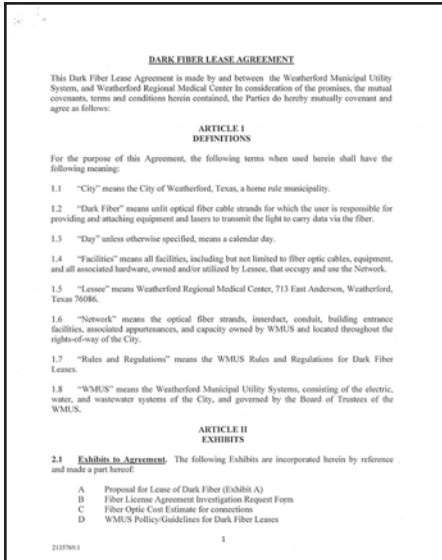 DARK FIBER LEASE AGREEMENT
This Dark Fiber Lease Agreement is made by and between the Weatherford Municipal Utility
System, and Weatherford Regional Medical Center In consideration of the promises, the mutual
covenants, terms and conditions herein contained, the Parties do hereby mutually covenant and
agree as follows:
ARTICLE I
DEFINITIONS
For the purpose of this Agreement, the following terms when used herein shall have the
following meaning:
1.1 "City" means the City of Weatherford, Texas, a home rule municipality.
1.2 "Dark Fiber" means unlit optical fiber cable strands for which the user is responsible for
providing and attaching equipment and lasers to transmit the light to carry data via the fiber.
1.3 "Day" unless otherwise specified, means a calendar day.
1.4 "Facilities" means all facilities, including but not limited to fiber optic cables, equipment,
and all associated hardware, owned and/or utilized by Lessee, that occupy and use the Network.
1.5 "Lessee" means Weatherford Regional Medical Center, 713 East Anderson, Weatherford,
Texas 76086.
1.6 "Network" means the optical fiber strands, innerduct, conduit, building entrance
facilities, associated appurtenances, and capacity owned by WMUS and located throughout the
rights-of-way of the City.
1.7 "Rules and Regulations" means the WMUS Rules and Regulations for Dark Fiber
Leases.
1.8 "WMUS" means the Weatherford Municipal Utility Systems, consisting of the electric,
water, and wastewater systems of the City, and governed by the Board of Trustees of the
WMUS.
ARTICLE II
EXHIBITS
2.1 Exhibits to Agreement. The following Exhibits are incorporated herein by reference
and made a part hereof:
A Proposal for Lease of Dark Fiber (Exhibit A)
B Fiber License Agreement Investigation Request Form
C Fiber Optic Cost Estimate for connections
D WMUS Pollicy/Guidelines for Dark Fiber Leases
1
2135769.1